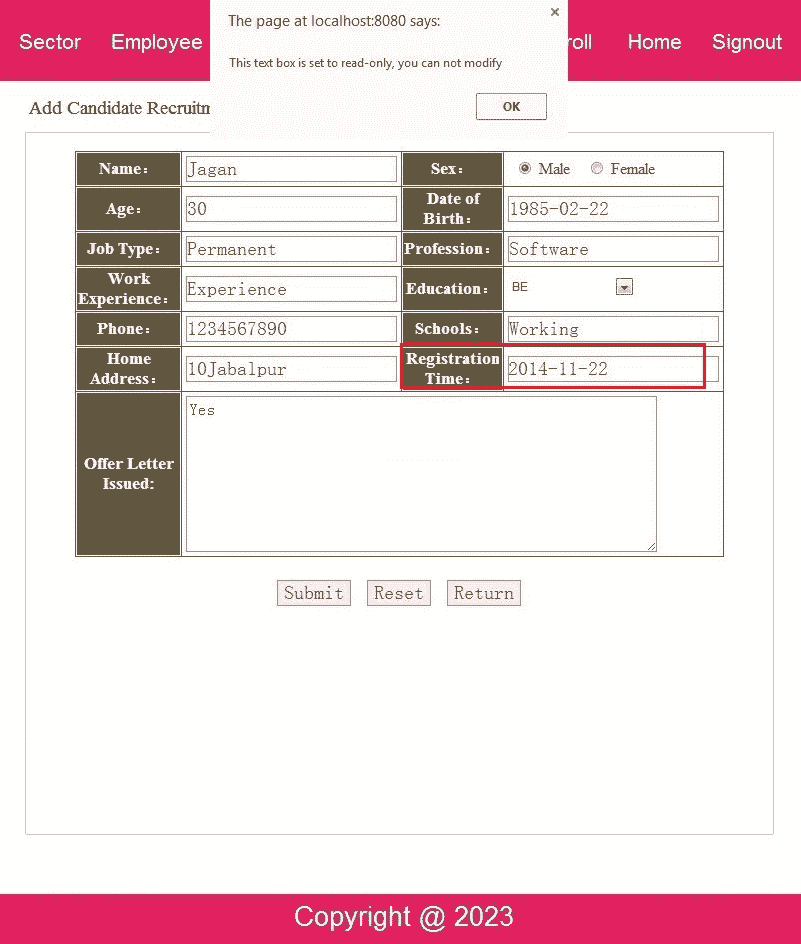 The page at localhost:8080 says:
This text box is set to read-only, you can not modify
OK
Sector Employee roll Home Signout
Add Candidate
Name: Jagan Sex: Male Female
Age: 30 Date of Birth: 1985-02-22
Job Type: Permanent Profession: Software
Work Experience: Experience Education: BE
Phone: 1234567890 Schools: Working
Home Address: 10Jabalpur Registration Time: 2014-11-22
Offer Letter Issued: Yes
Submit Reset Return
Copyright @ 2023